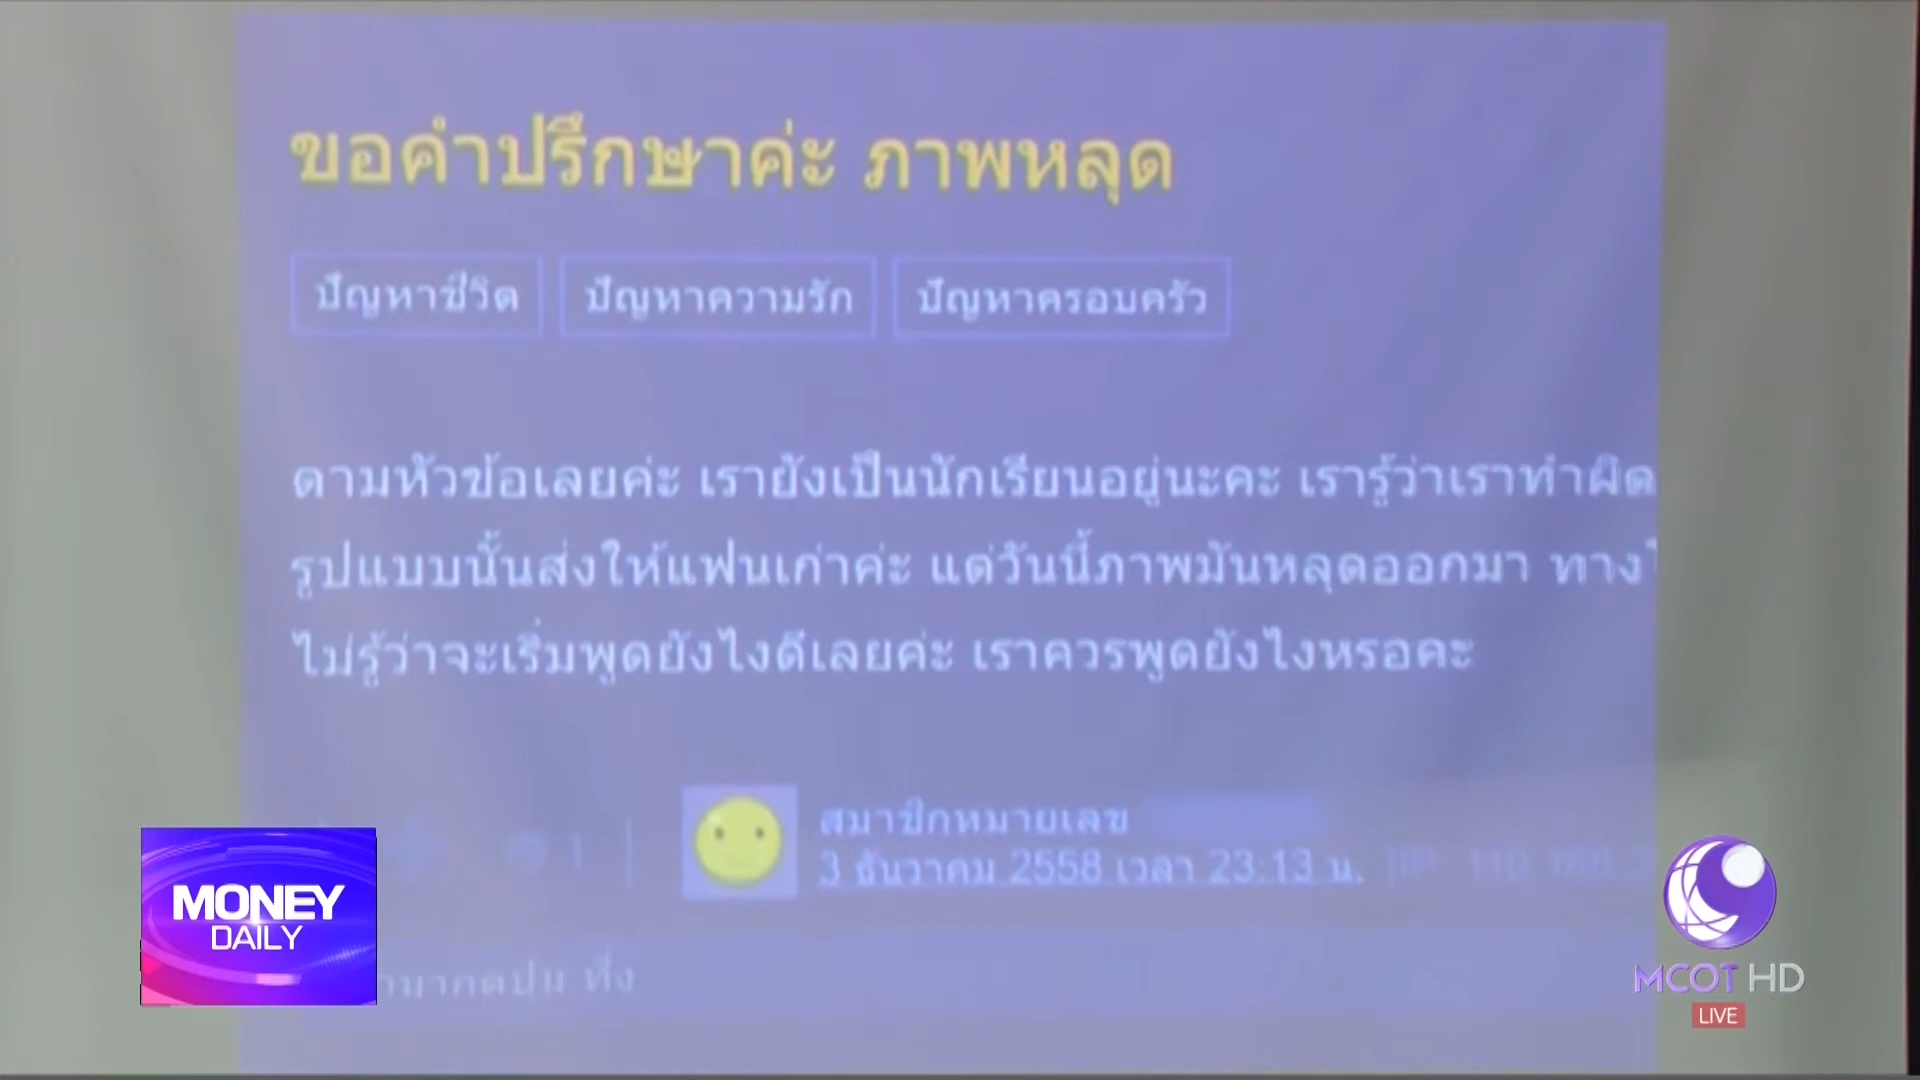 ขอคำปรึกษาค่ะ ภาพหลุด
ปัญหาชีวิต ปัญหาความรัก ปัญหาครอบครัว
ตามหัวข้อเลยค่ะ เรายังเป็นนักเรียนอยู่นะคะ เรารู้ว่าเราทำผิด
รูปแบบนั้นส่งให้แฟนเก่าค่ะ แต่วันนี้ภาพมันหลุดออกมา ทาง
ไม่รู้ว่าจะเริ่มพูดยังไงดีเลยค่ะ เราควรพูดยังไงหรอคะ
สมาชิกหมายเลข
3 ธันวาคม 2558 เวลา 23:13 น.
มากดปุ่ม ทิ้ง
MONEY
DAILY
MCOT HD
LIVE